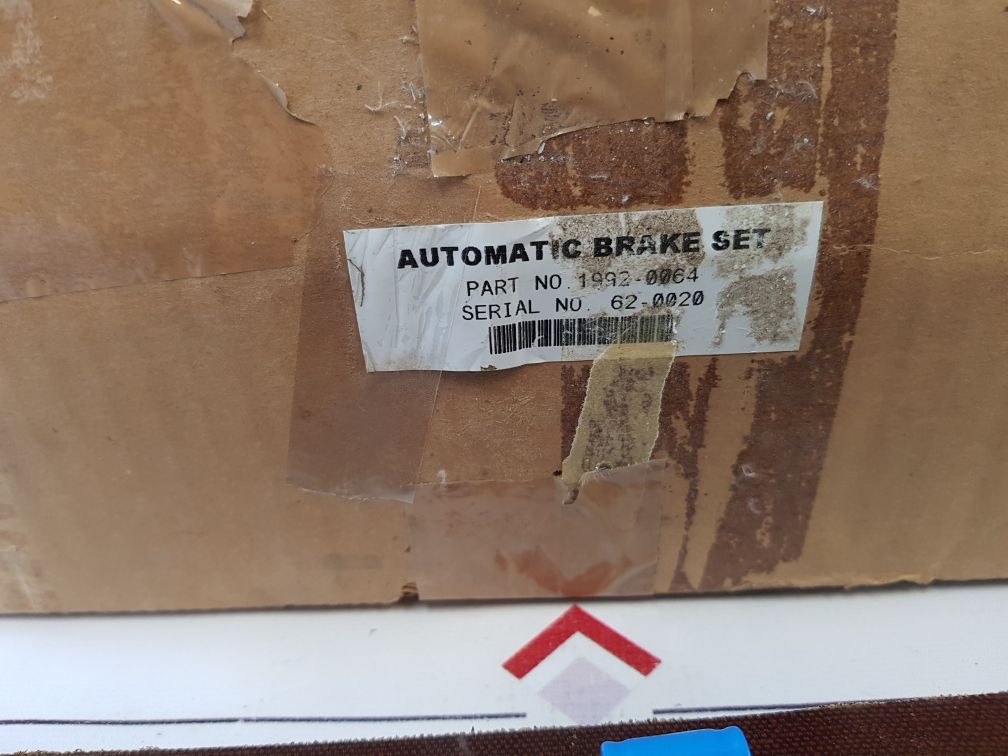 AUTOMATIC BRAKE SET
PART NO. 1992-0064
SERIAL NO. 62-0020